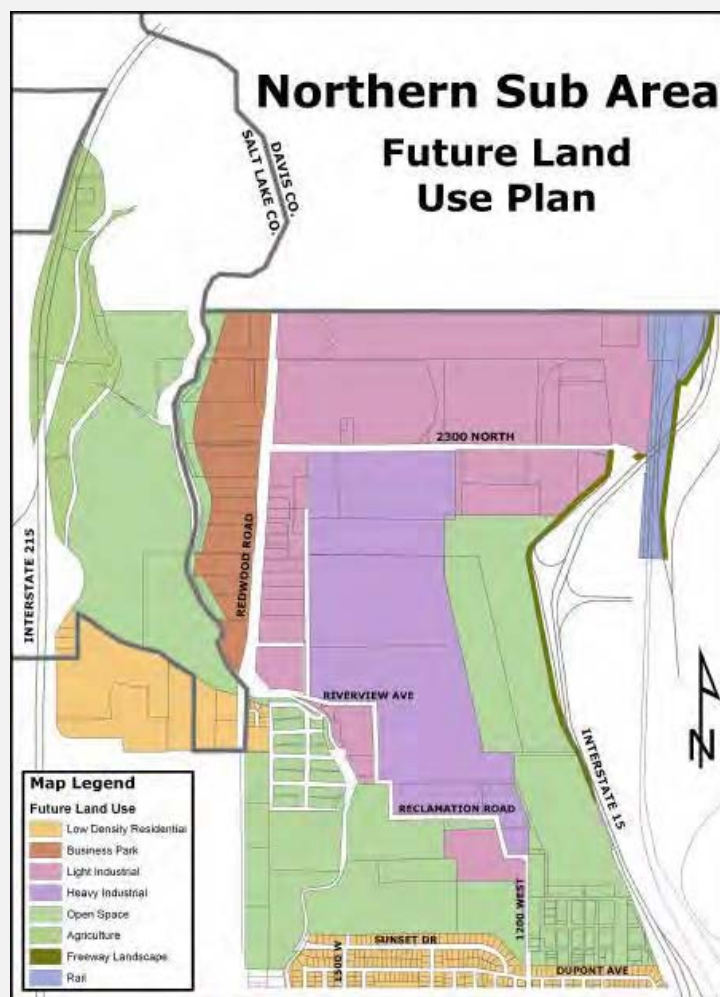 Northern Sub Area
Future Land
Use Plan
DAVIS CO.
SALT LAKE CO.
2300 NORTH
REDWOOD ROAD
INTERSTATE 215
RIVERVIEW AVE
INTERSTATE 15
RECLAMATION ROAD
1200 WEST
SUNSET DR
1500 W
DUPONT AVE
N
Map Legend
Future Land Use
Low Density Residential
Business Park
Light Industrial
Heavy Industrial
Open Space
Agriculture
Freeway Landscape
Rail